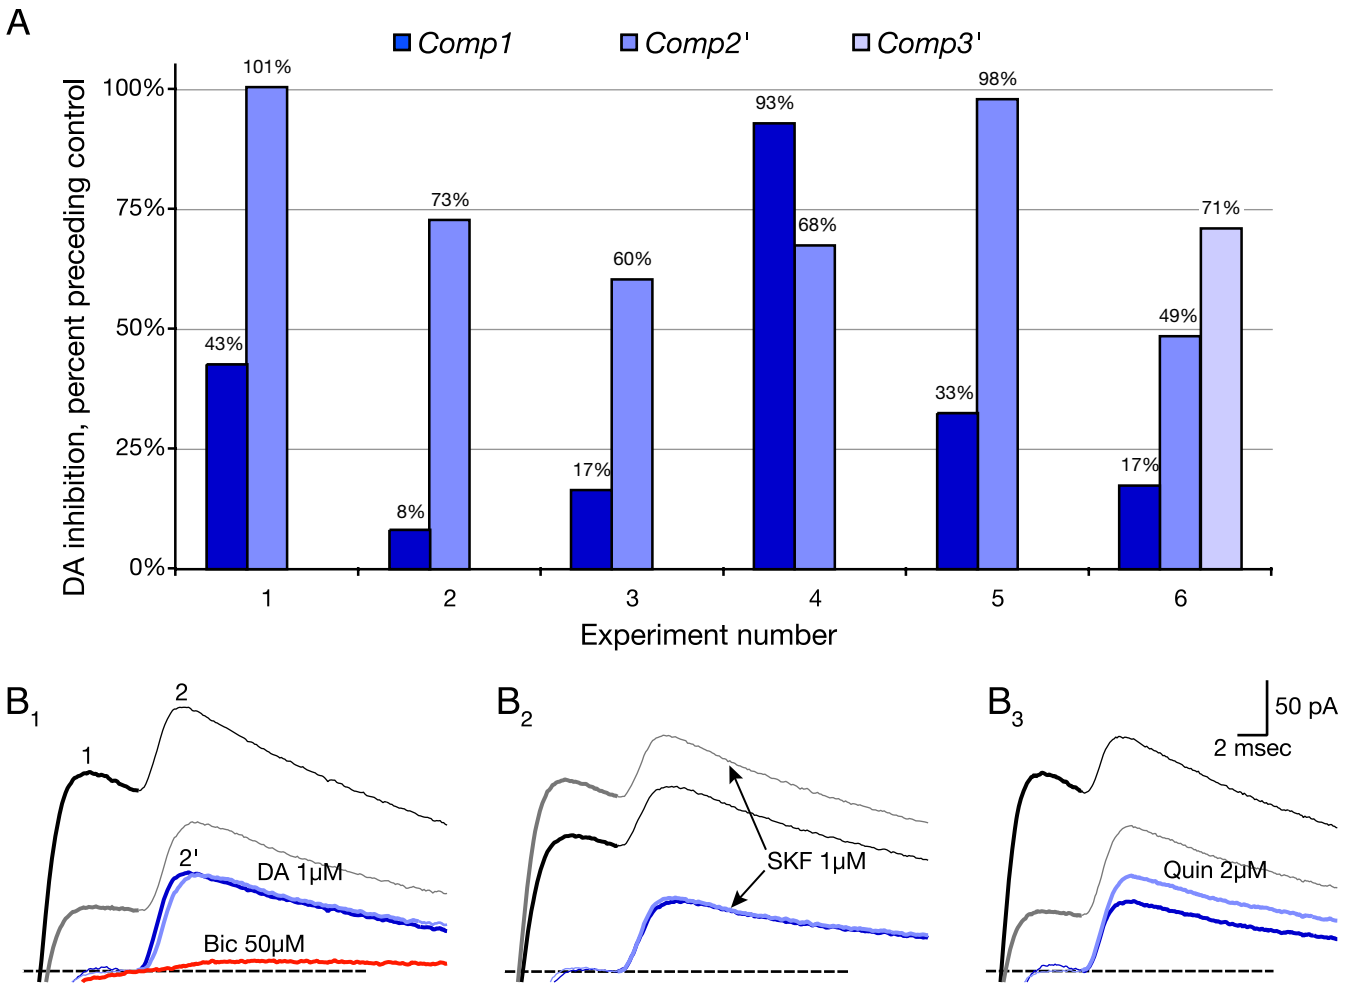 A
Comp1 Comp2' Comp3'
DA inhibition, percent preceding control
100%
75%
50%
25%
0%
43% 101%
8% 73%
17% 60%
93% 68%
33% 98%
17% 49% 71%
1 2 3 4 5 6
Experiment number
B1
1
2
2'
DA 1µM
Bic 50µM
B2
SKF 1µM
B3
50 pA
2 msec
Quin 2µM